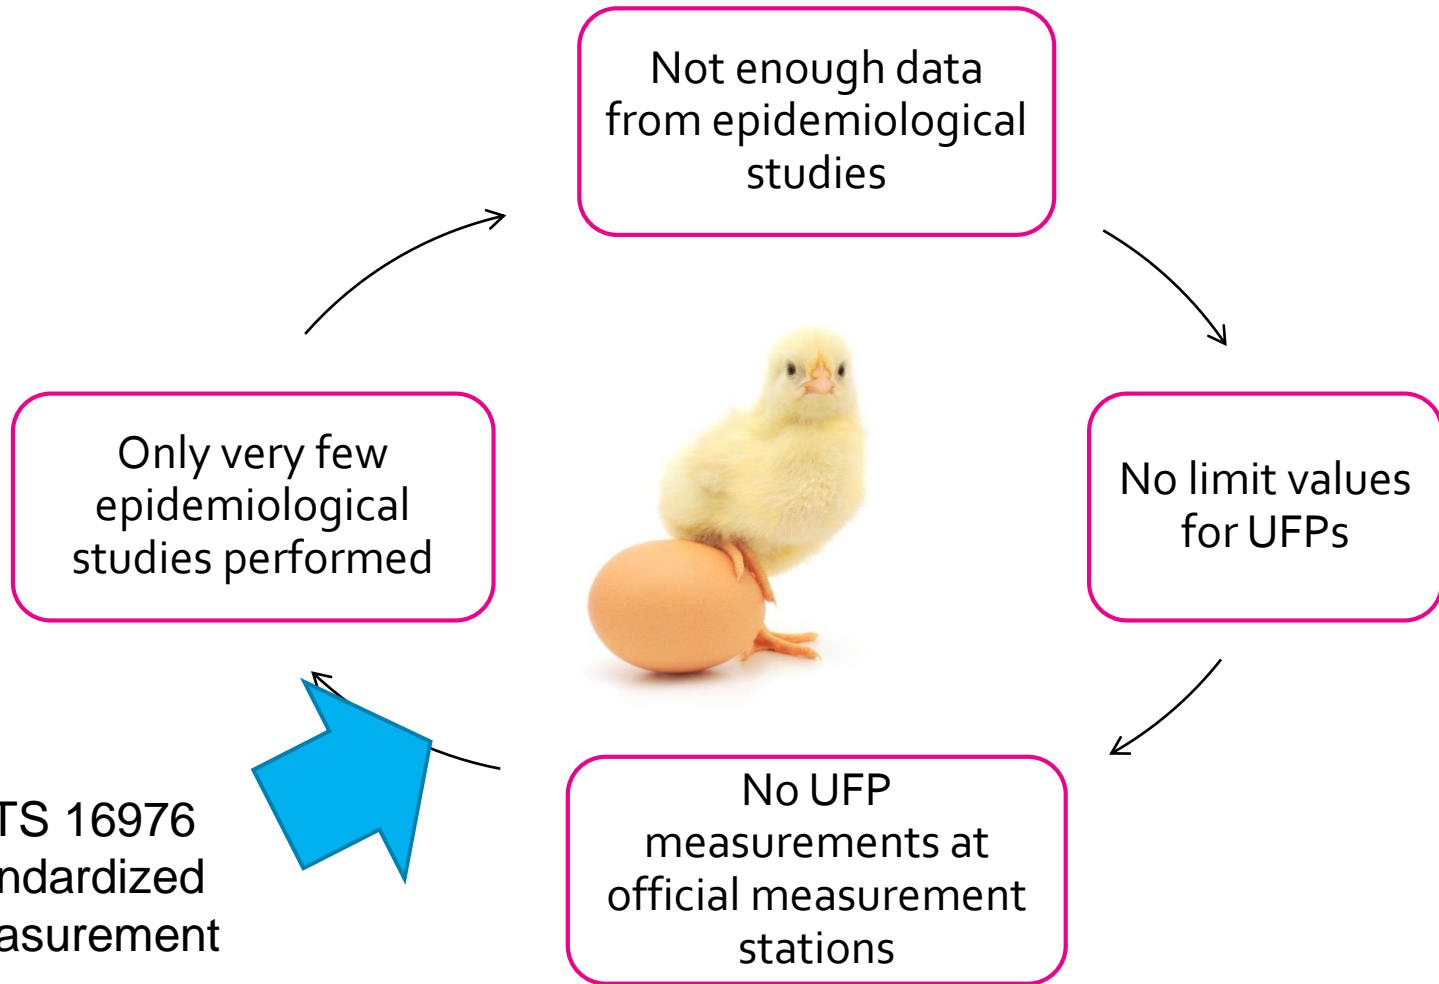 Not enough data
from epidemiological
studies
Only very few
epidemiological
studies performed
No limit values
for UFPs
No UFP
measurements at
official measurement
stations
TS 16976
ndardized
asurement